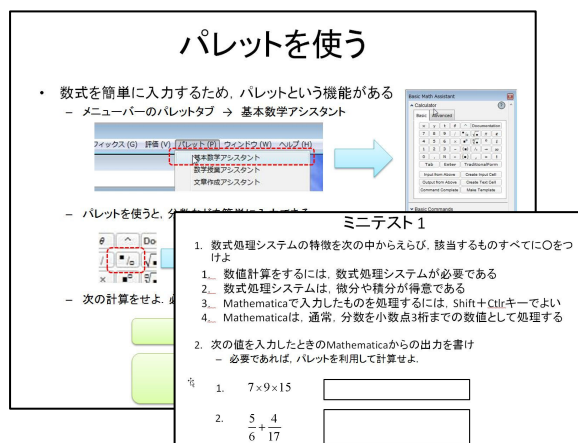 パレットを使う
• 数式を簡単に入力するため, パレットという機能がある
– メニューバーのパレットタブ → 基本数学アシスタント
フィックス (G) 評価 (V) パレット (P) ウィンドウ (W) ヘルプ (H)
基本数学アシスタント
数学授業アシスタント
文章作成アシスタント
Basic Math Assistant
Calculator
Basic Advanced
Documentation
7 8 9
4 5 6
1 2 3
Tab Enter TraditionalForm
Input from Above Create Input Cell
Output from Above Create Text Cell
Command Complete Make Template
Basic Commands
– パレットを使うと,
– 次の計算をせよ.
ミニテスト1
1. 数式処理システムの特徴を次の中からえらび, 該当するものすべてに○をつ
けよ
1. 数値計算をするには, 数式処理システムが必要である
2. 数式処理システムは, 微分や積分が得意である
3. Mathematicaで入力したものを処理するには, Shift+Ctlrキーでよい
4. Mathematicaは, 通常, 分数を小数点3桁までの数値として処理する
2. 次の値を入力したときのMathematicaからの出力を書け
– 必要であれば, パレットを利用して計算せよ.
1. 7×9×15
2. 5/6 + 4/17